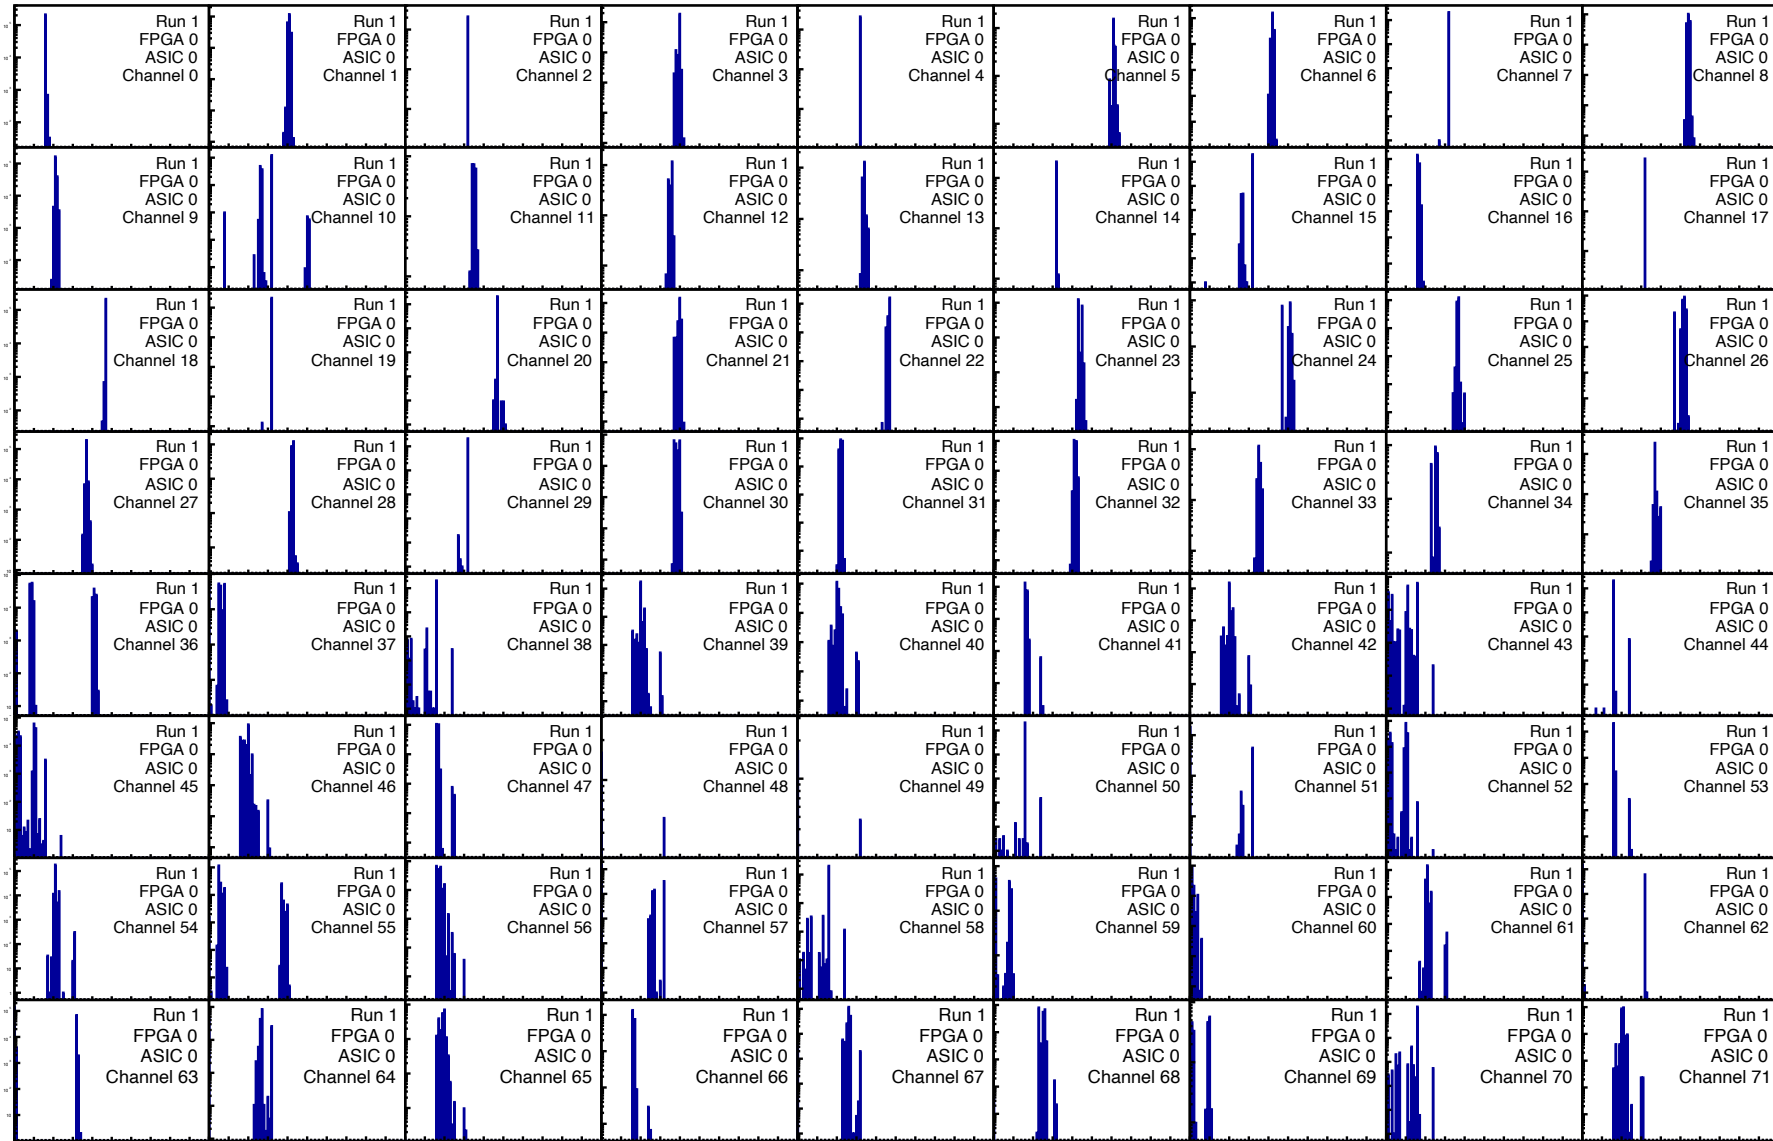 Run 1
FPGA 0
ASIC 0
Channel 0
Run 1
FPGA 0
ASIC 0
Channel 1
Run 1
FPGA 0
ASIC 0
Channel 2
Run 1
FPGA 0
ASIC 0
Channel 3
Run 1
FPGA 0
ASIC 0
Channel 4
Run 1
FPGA 0
ASIC 0
Channel 5
Run 1
FPGA 0
ASIC 0
Channel 6
Run 1
FPGA 0
ASIC 0
Channel 7
Run 1
FPGA 0
ASIC 0
Channel 8
Run 1
FPGA 0
ASIC 0
Channel 9
Run 1
FPGA 0
ASIC 0
Channel 10
Run 1
FPGA 0
ASIC 0
Channel 11
Run 1
FPGA 0
ASIC 0
Channel 12
Run 1
FPGA 0
ASIC 0
Channel 13
Run 1
FPGA 0
ASIC 0
Channel 14
Run 1
FPGA 0
ASIC 0
Channel 15
Run 1
FPGA 0
ASIC 0
Channel 16
Run 1
FPGA 0
ASIC 0
Channel 17
Run 1
FPGA 0
ASIC 0
Channel 18
Run 1
FPGA 0
ASIC 0
Channel 19
Run 1
FPGA 0
ASIC 0
Channel 20
Run 1
FPGA 0
ASIC 0
Channel 21
Run 1
FPGA 0
ASIC 0
Channel 22
Run 1
FPGA 0
ASIC 0
Channel 23
Run 1
FPGA 0
ASIC 0
Channel 24
Run 1
FPGA 0
ASIC 0
Channel 25
Run 1
FPGA 0
ASIC 0
Channel 26
Run 1
FPGA 0
ASIC 0
Channel 27
Run 1
FPGA 0
ASIC 0
Channel 28
Run 1
FPGA 0
ASIC 0
Channel 29
Run 1
FPGA 0
ASIC 0
Channel 30
Run 1
FPGA 0
ASIC 0
Channel 31
Run 1
FPGA 0
ASIC 0
Channel 32
Run 1
FPGA 0
ASIC 0
Channel 33
Run 1
FPGA 0
ASIC 0
Channel 34
Run 1
FPGA 0
ASIC 0
Channel 35
Run 1
FPGA 0
ASIC 0
Channel 36
Run 1
FPGA 0
ASIC 0
Channel 37
Run 1
FPGA 0
ASIC 0
Channel 38
Run 1
FPGA 0
ASIC 0
Channel 39
Run 1
FPGA 0
ASIC 0
Channel 40
Run 1
FPGA 0
ASIC 0
Channel 41
Run 1
FPGA 0
ASIC 0
Channel 42
Run 1
FPGA 0
ASIC 0
Channel 43
Run 1
FPGA 0
ASIC 0
Channel 44
Run 1
FPGA 0
ASIC 0
Channel 45
Run 1
FPGA 0
ASIC 0
Channel 46
Run 1
FPGA 0
ASIC 0
Channel 47
Run 1
FPGA 0
ASIC 0
Channel 48
Run 1
FPGA 0
ASIC 0
Channel 49
Run 1
FPGA 0
ASIC 0
Channel 50
Run 1
FPGA 0
ASIC 0
Channel 51
Run 1
FPGA 0
ASIC 0
Channel 52
Run 1
FPGA 0
ASIC 0
Channel 53
Run 1
FPGA 0
ASIC 0
Channel 54
Run 1
FPGA 0
ASIC 0
Channel 55
Run 1
FPGA 0
ASIC 0
Channel 56
Run 1
FPGA 0
ASIC 0
Channel 57
Run 1
FPGA 0
ASIC 0
Channel 58
Run 1
FPGA 0
ASIC 0
Channel 59
Run 1
FPGA 0
ASIC 0
Channel 60
Run 1
FPGA 0
ASIC 0
Channel 61
Run 1
FPGA 0
ASIC 0
Channel 62
Run 1
FPGA 0
ASIC 0
Channel 63
Run 1
FPGA 0
ASIC 0
Channel 64
Run 1
FPGA 0
ASIC 0
Channel 65
Run 1
FPGA 0
ASIC 0
Channel 66
Run 1
FPGA 0
ASIC 0
Channel 67
Run 1
FPGA 0
ASIC 0
Channel 68
Run 1
FPGA 0
ASIC 0
Channel 69
Run 1
FPGA 0
ASIC 0
Channel 70
Run 1
FPGA 0
ASIC 0
Channel 71